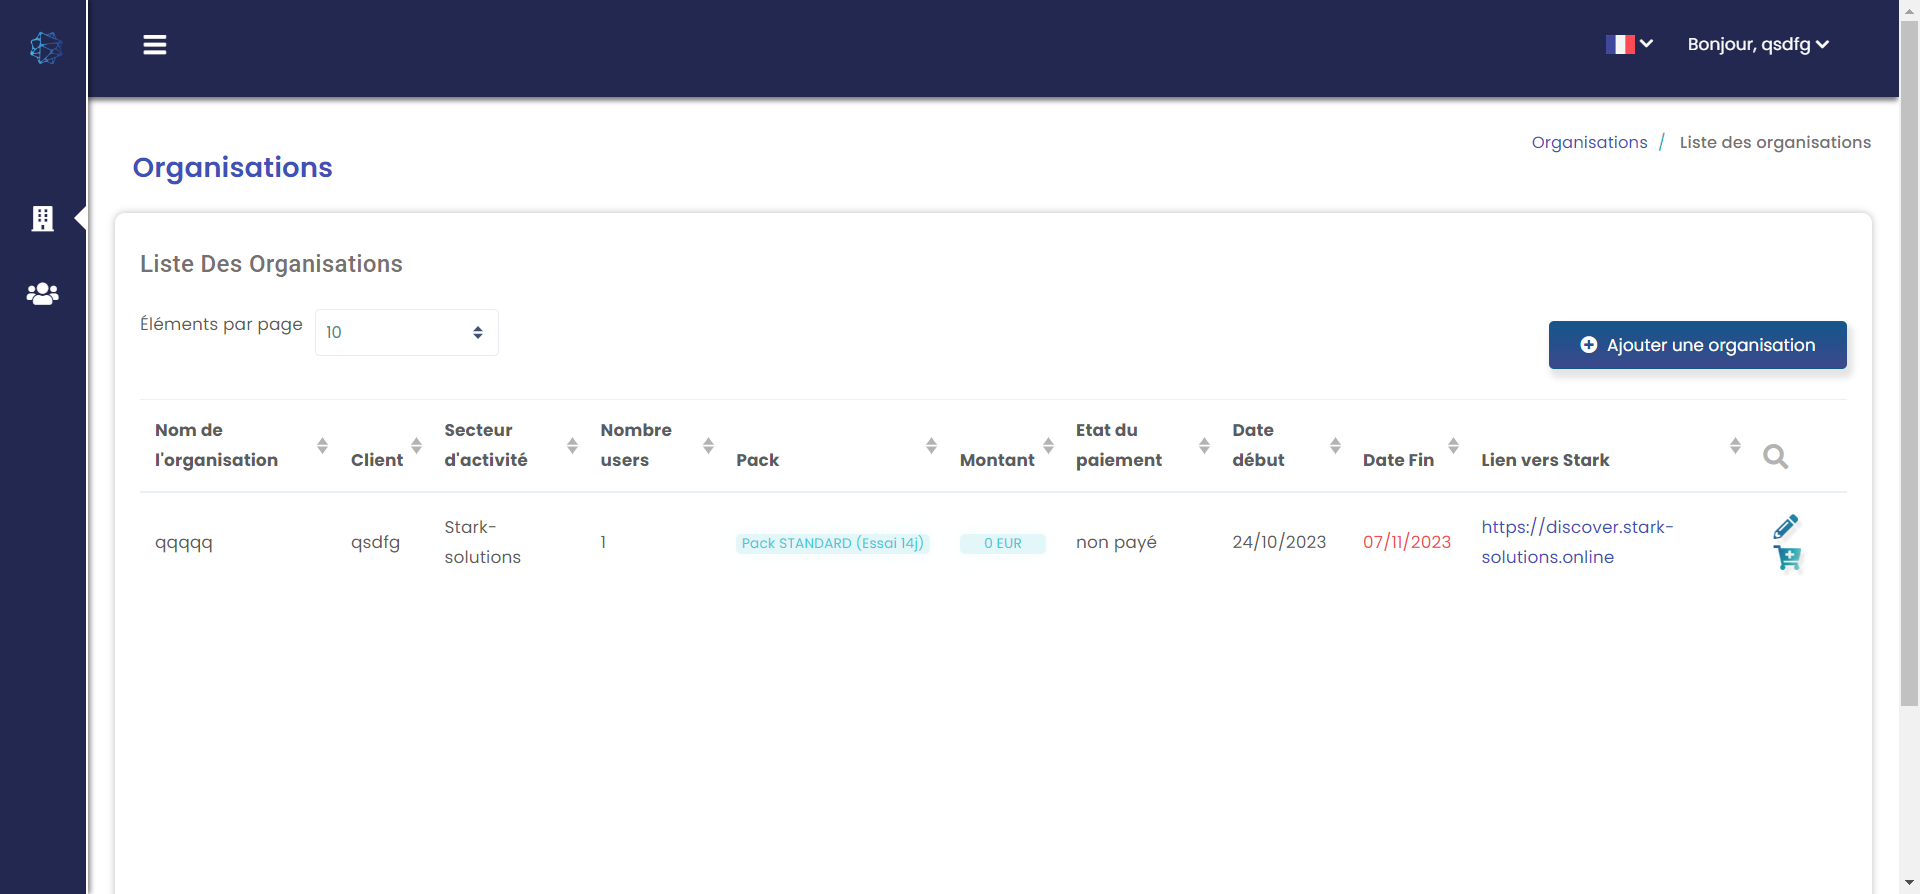 Bonjour, qsdfg
Organisations / Liste des organisations
Organisations
Liste Des Organisations
Éléments par page 10
Ajouter une organisation
Nom de l'organisation Client Secteur d'activité Nombre users Pack Montant Etat du paiement Date début Date Fin Lien vers Stark
qqqqq qsdfg Stark-solutions 1 Pack STANDARD (Essai 14j) 0 EUR non payé 24/10/2023 07/11/2023 https://discover.stark-solutions.online